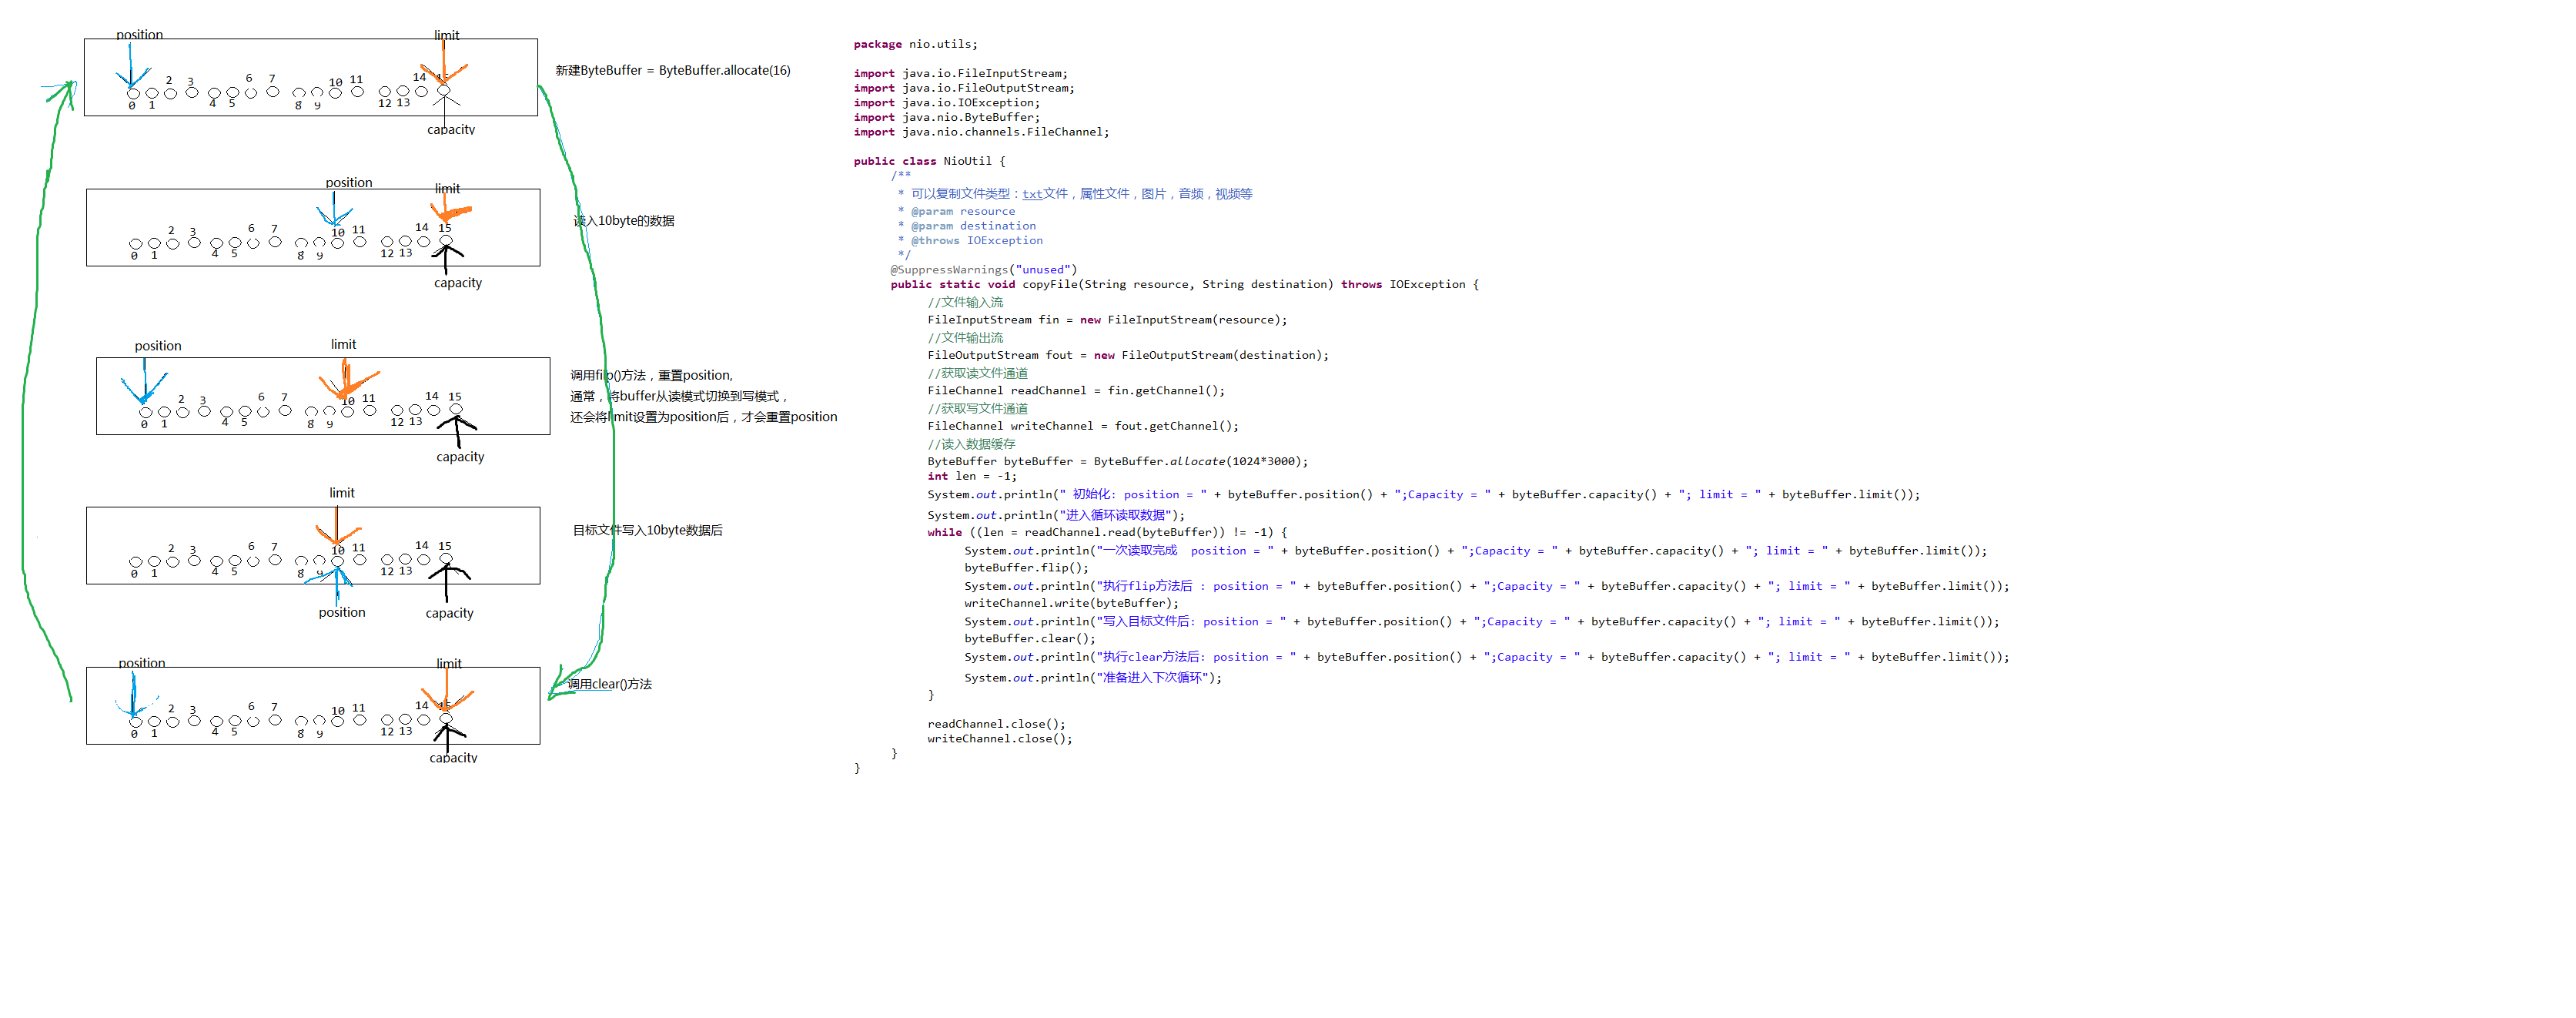 position
limit
2 3 6 7 10 11 14 15
0 1 4 5 8 9 12 13
capacity
新建ByteBuffer = ByteBuffer.allocate(16)
position
limit
2 3 6 7 10 11 14 15
0 1 4 5 8 9 12 13
capacity
读入10byte的数据
position
limit
2 3 6 7 10 11 14 15
0 1 4 5 8 9 12 13
capacity
调用filp()方法，重置position,
通常，将buffer从读模式切换到写模式，
还会将limit设置为position后，才会重置position
limit
2 3 6 7 10 11 14 15
0 1 4 5 8 9 12 13
position
capacity
目标文件写入10byte数据后
position
limit
2 3 6 7 10 11 14 15
0 1 4 5 8 9 12 13
capacity
调用clear()方法
package nio.utils;
import java.io.FileInputStream;
import java.io.FileOutputStream;
import java.io.IOException;
import java.nio.ByteBuffer;
import java.nio.channels.FileChannel;
public class NioUtil {
/**
* 可以复制文件类型：txt文件，属性文件，图片，音频，视频等
* @param resource
* @param destination
* @throws IOException
*/
@SuppressWarnings("unused")
public static void copyFile(String resource, String destination) throws IOException {
//文件输入流
FileInputStream fin = new FileInputStream(resource);
//文件输出流
FileOutputStream fout = new FileOutputStream(destination);
//获取读文件通道
FileChannel readChannel = fin.getChannel();
//获取写文件通道
FileChannel writeChannel = fout.getChannel();
//读入数据缓存
ByteBuffer byteBuffer = ByteBuffer.allocate(1024*3000);
int len = -1;
System.out.println(" 初始化: position = " + byteBuffer.position() + ";Capacity = " + byteBuffer.capacity() + "; limit = " + byteBuffer.limit());
System.out.println("进入循环读取数据");
while ((len = readChannel.read(byteBuffer)) != -1) {
System.out.println("一次读取完成  position = " + byteBuffer.position() + ";Capacity = " + byteBuffer.capacity() + "; limit = " + byteBuffer.limit());
byteBuffer.flip();
System.out.println("执行flip方法后 : position = " + byteBuffer.position() + ";Capacity = " + byteBuffer.capacity() + "; limit = " + byteBuffer.limit());
writeChannel.write(byteBuffer);
System.out.println("写入目标文件后: position = " + byteBuffer.position() + ";Capacity = " + byteBuffer.capacity() + "; limit = " + byteBuffer.limit());
byteBuffer.clear();
System.out.println("执行clear方法后: position = " + byteBuffer.position() + ";Capacity = " + byteBuffer.capacity() + "; limit = " + byteBuffer.limit());
System.out.println("准备进入下次循环");
}
readChannel.close();
writeChannel.close();
}
}